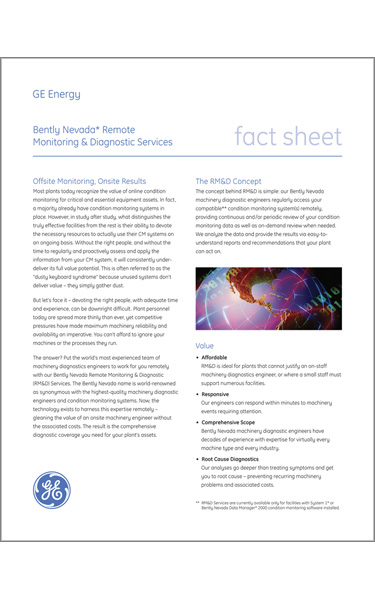 GE Energy
Bently Nevada* Remote
Monitoring & Diagnostic Services
fact sheet
Offsite Monitoring, Onsite Results
Most plants today recognize the value of online condition
monitoring for critical and essential equipment assets. In fact,
a majority already have condition monitoring systems in
place. However, in study after study, what distinguishes the
truly effective facilities from the rest is their ability to devote
the necessary resources to actually use their CM systems on
an ongoing basis. Without the right people, and without the
time to regularly and proactively assess and apply the
information from your CM system, it will consistently under-
deliver its full value potential. This is often referred to as the
"dusty keyboard syndrome" because unused systems don't
deliver value – they simply gather dust.
But let's face it – devoting the right people, with adequate time
and experience, can be downright difficult. Plant personnel
today are spread more thinly than ever, yet competitive
pressures have made maximum machinery reliability and
availability an imperative. You can't afford to ignore your
machines or the processes they run.
The answer? Put the world's most experienced team of
machinery diagnostics engineers to work for you remotely
with our Bently Nevada Remote Monitoring & Diagnostic
(RM&D) Services. The Bently Nevada name is world-renowned
as synonymous with the highest-quality machinery diagnostic
engineers and condition monitoring systems. Now, the
technology exists to harness this expertise remotely –
gleaning the value of an onsite machinery engineer without
the associated costs. The result is the comprehensive
diagnostic coverage you need for your plant's assets.
GE
The RM&D Concept
The concept behind RM&D is simple: our Bently Nevada
machinery diagnostic engineers regularly access your
compatible** condition monitoring system(s) remotely,
providing continuous and/or periodic review of your condition
monitoring data as well as on-demand review when needed.
We analyze the data and provide the results via easy-to-
understand reports and recommendations that your plant
can act on.
Value
• Affordable
RM&D is ideal for plants that cannot justify an on-staff
machinery diagnostics engineer, or where a small staff must
support numerous facilities.
• Responsive
Our engineers can respond within minutes to machinery
events requiring attention.
• Comprehensive Scope
Bently Nevada machinery diagnostic engineers have
decades of experience with expertise for virtually every
machine type and every industry.
• Root Cause Diagnostics
Our analyses go deeper than treating symptoms and get
you to root cause – preventing recurring machinery
problems and associated costs.
** RM&D Services are currently available only for facilities with System 1* or
Bently Nevada Data Manager* 2000 condition monitoring software installed.